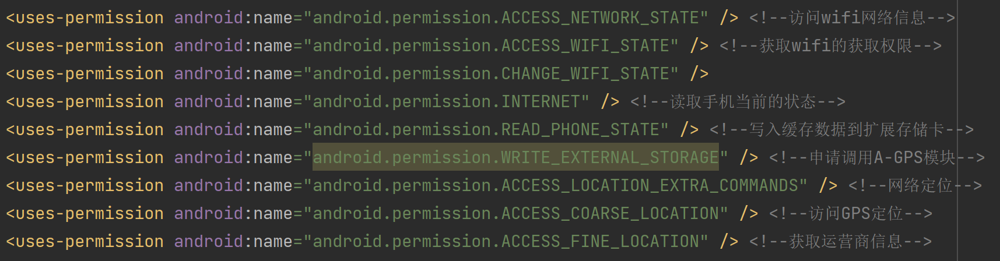 <uses-permission android:name="android.permission.ACCESS_NETWORK_STATE" /> <!--访问wifi网络信息-->
<uses-permission android:name="android.permission.ACCESS_WIFI_STATE" /> <!--获取wifi的获取权限-->
<uses-permission android:name="android.permission.CHANGE_WIFI_STATE" />
<uses-permission android:name="android.permission.INTERNET" /> <!--读取手机当前的状态-->
<uses-permission android:name="android.permission.READ_PHONE_STATE" /> <!--写入缓存数据到扩展存储卡-->
<uses-permission android:name="android.permission.WRITE_EXTERNAL_STORAGE" /> <!--申请调用A-GPS模块-->
<uses-permission android:name="android.permission.ACCESS_LOCATION_EXTRA_COMMANDS" /> <!--网络定位-->
<uses-permission android:name="android.permission.ACCESS_COARSE_LOCATION" /> <!--访问GPS定位-->
<uses-permission android:name="android.permission.ACCESS_FINE_LOCATION" /> <!--获取运营商信息-->